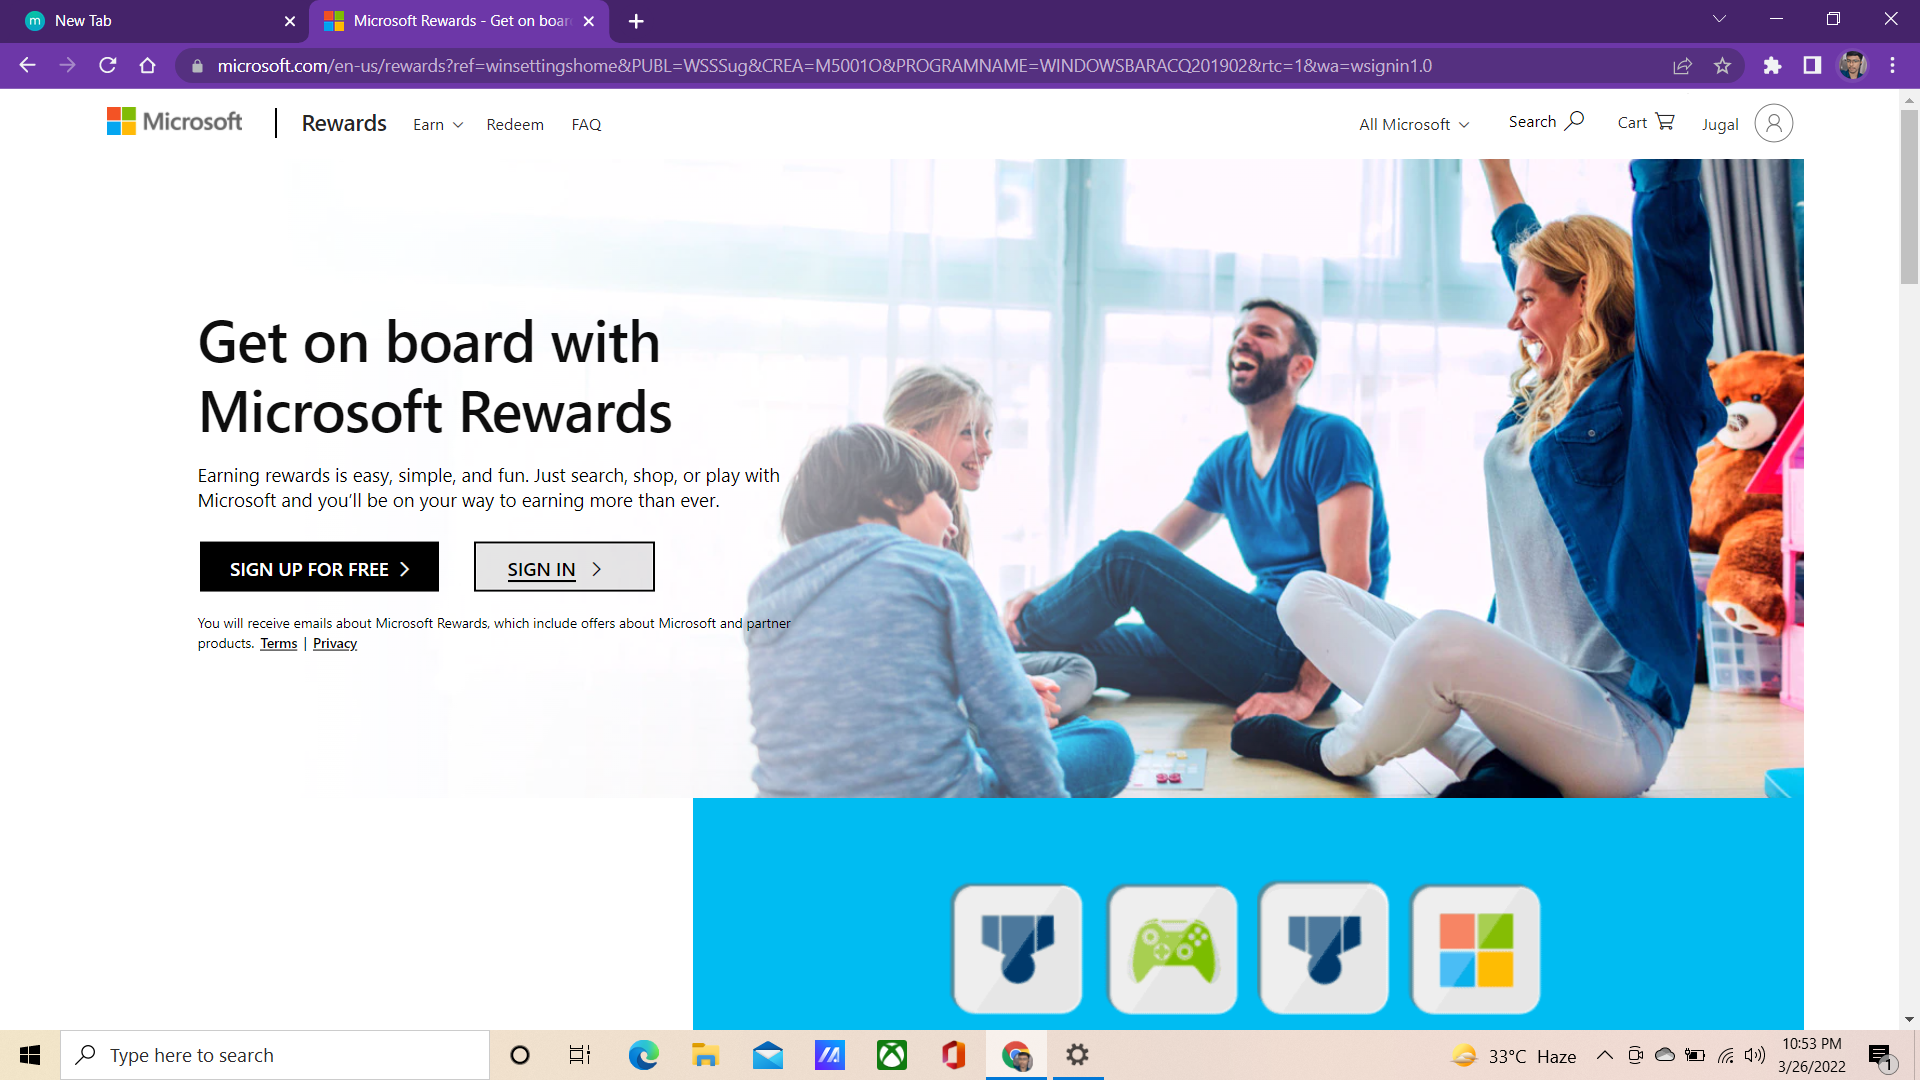 New Tab
Microsoft Rewards - Get on boar
microsoft.com/en-us/rewards?ref=winsettingshome&PUBL=WSSSug&CREA=M5001O&PROGRAMNAME=WINDOWSBARACQ201902&rtc=1&wa=wsignin1.0
Microsoft Rewards Earn Redeem FAQ All Microsoft Search Cart Jugal
Get on board with
Microsoft Rewards
Earning rewards is easy, simple, and fun. Just search, shop, or play with
Microsoft and you'll be on your way to earning more than ever.
SIGN UP FOR FREE SIGN IN
You will receive emails about Microsoft Rewards, which include offers about Microsoft and partner
products. Terms | Privacy
Type here to search
33°C Haze
10:53 PM
3/26/2022
1